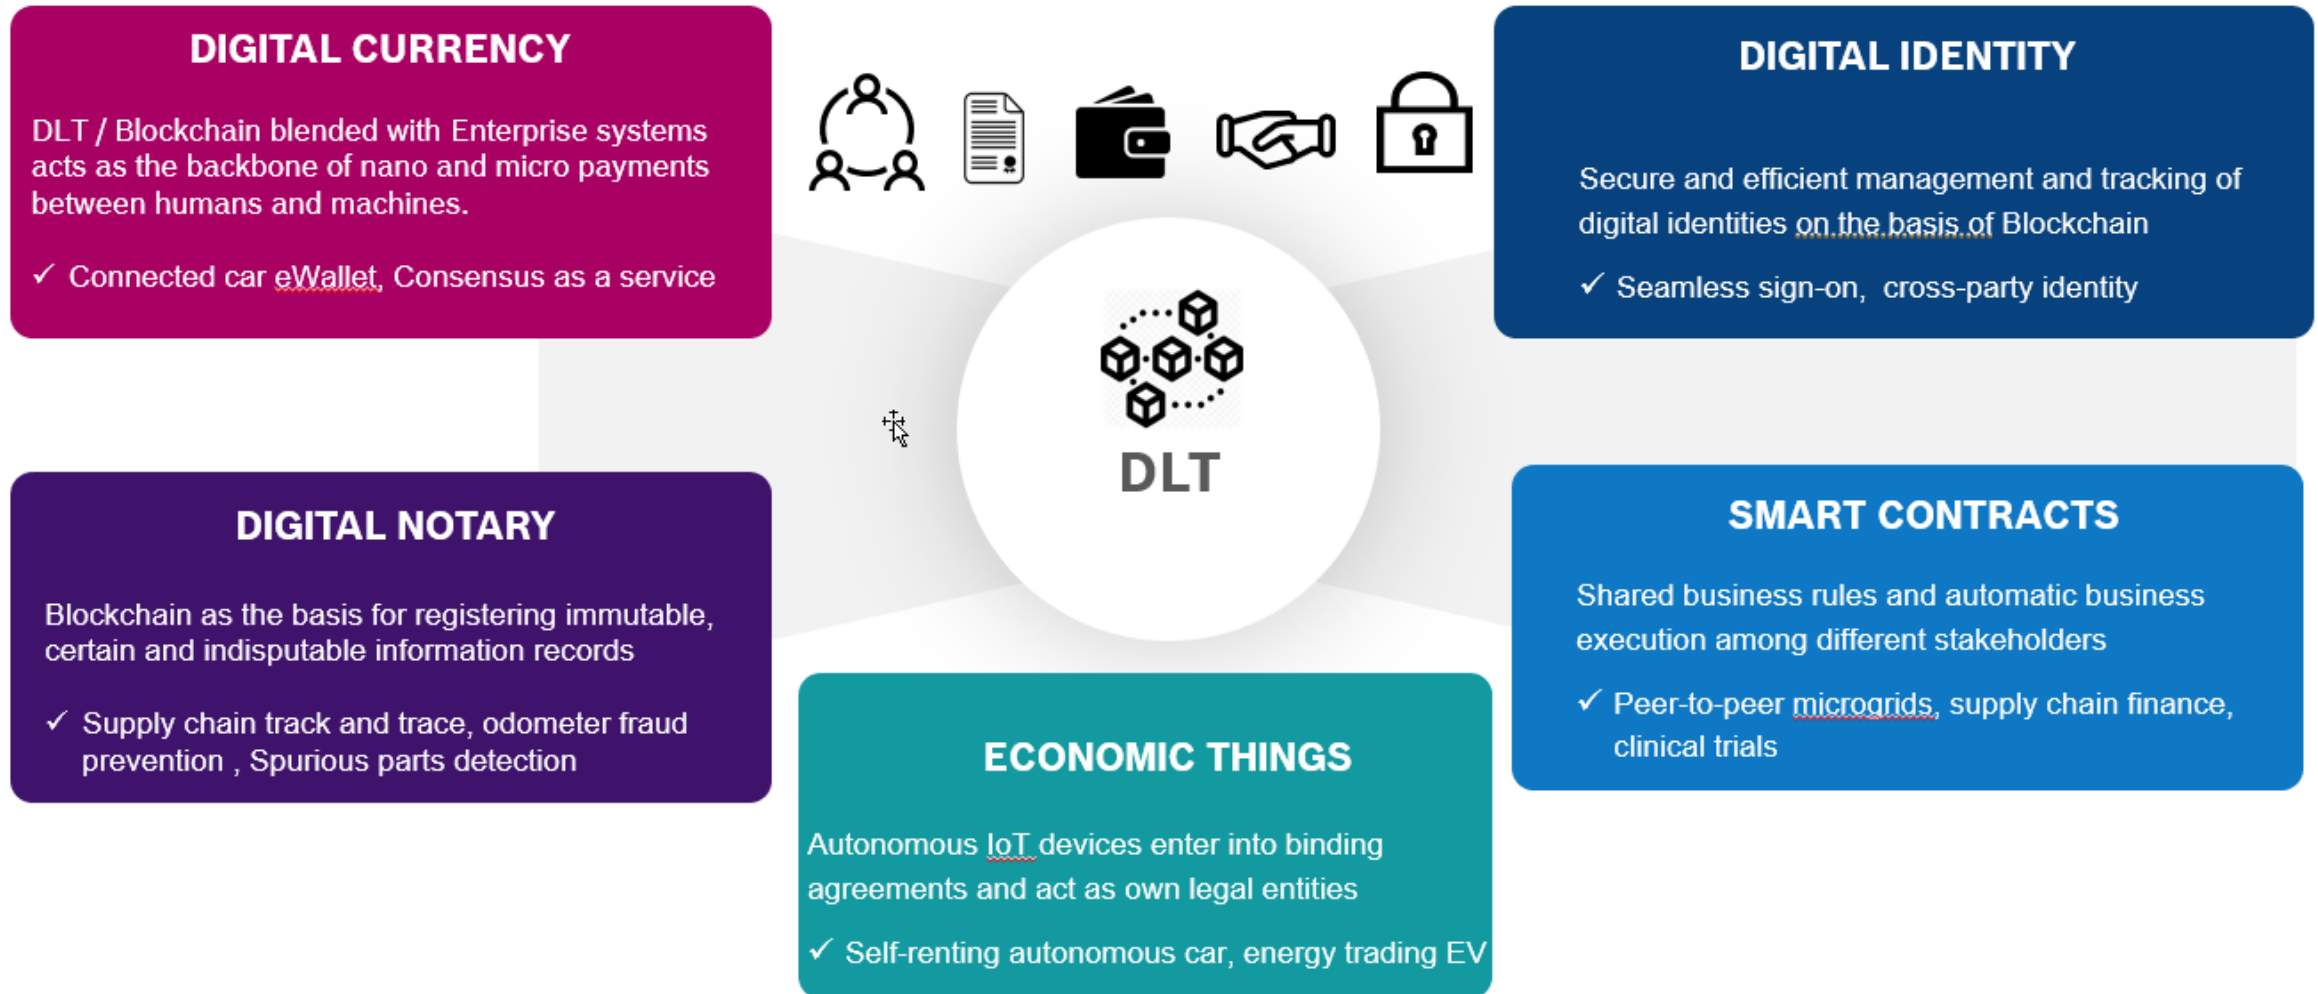 DIGITAL CURRENCY
DLT / Blockchain blended with Enterprise systems
acts as the backbone of nano and micro payments
between humans and machines.
✓ Connected car eWallet, Consensus as a service
DIGITAL IDENTITY
Secure and efficient management and tracking of
digital identities on the basis of Blockchain
✓ Seamless sign-on,  cross-party identity
DLT
DIGITAL NOTARY
Blockchain as the basis for registering immutable,
certain and indisputable information records
✓ Supply chain track and trace, odometer fraud
prevention , Spurious parts detection
SMART CONTRACTS
Shared business rules and automatic business
execution among different stakeholders
✓ Peer-to-peer microgrids, supply chain finance,
clinical trials
ECONOMIC THINGS
Autonomous IoT devices enter into binding
agreements and act as own legal entities
✓ Self-renting autonomous car, energy trading EV